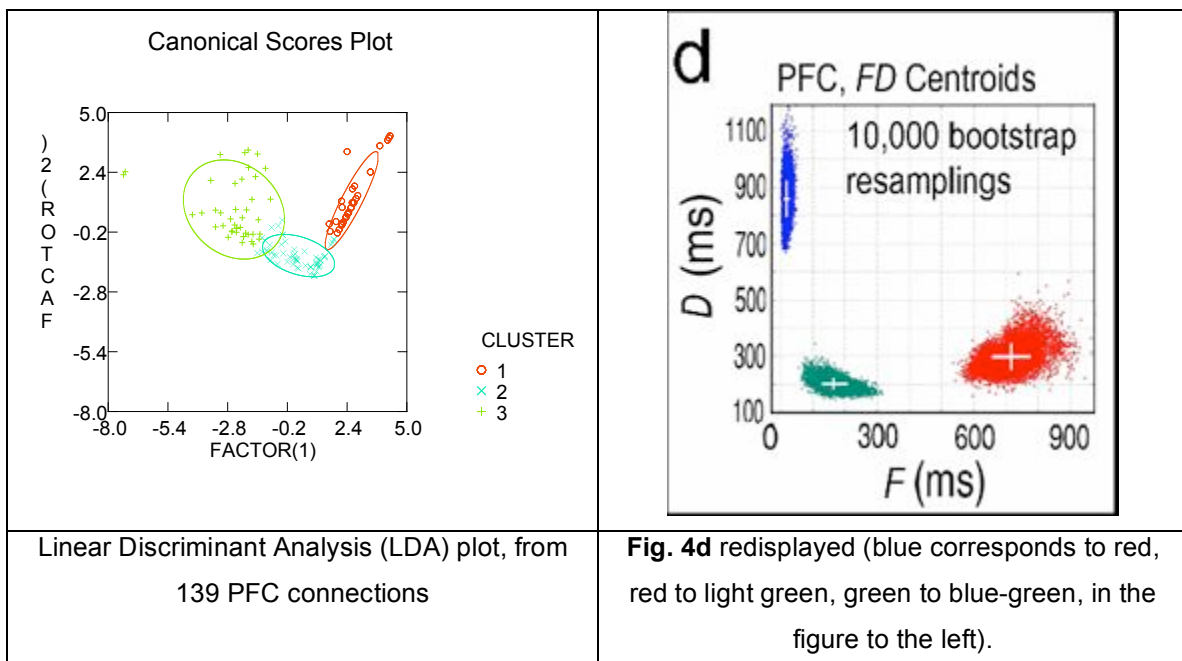 Canonical Scores Plot
5.0
2.4
-0.2
-2.8
-5.4
-8.0
FACTOR(2)
-8.0 -5.4 -2.8 -0.2 2.4 5.0
FACTOR(1)
CLUSTER
1
2
3
d
PFC, FD Centroids
10,000 bootstrap
resamplings
1100
900
700
500
300
100
D (ms)
0 300 600 900
F (ms)
Linear Discriminant Analysis (LDA) plot, from
139 PFC connections
Fig. 4d redisplayed (blue corresponds to red,
red to light green, green to blue-green, in the
figure to the left).